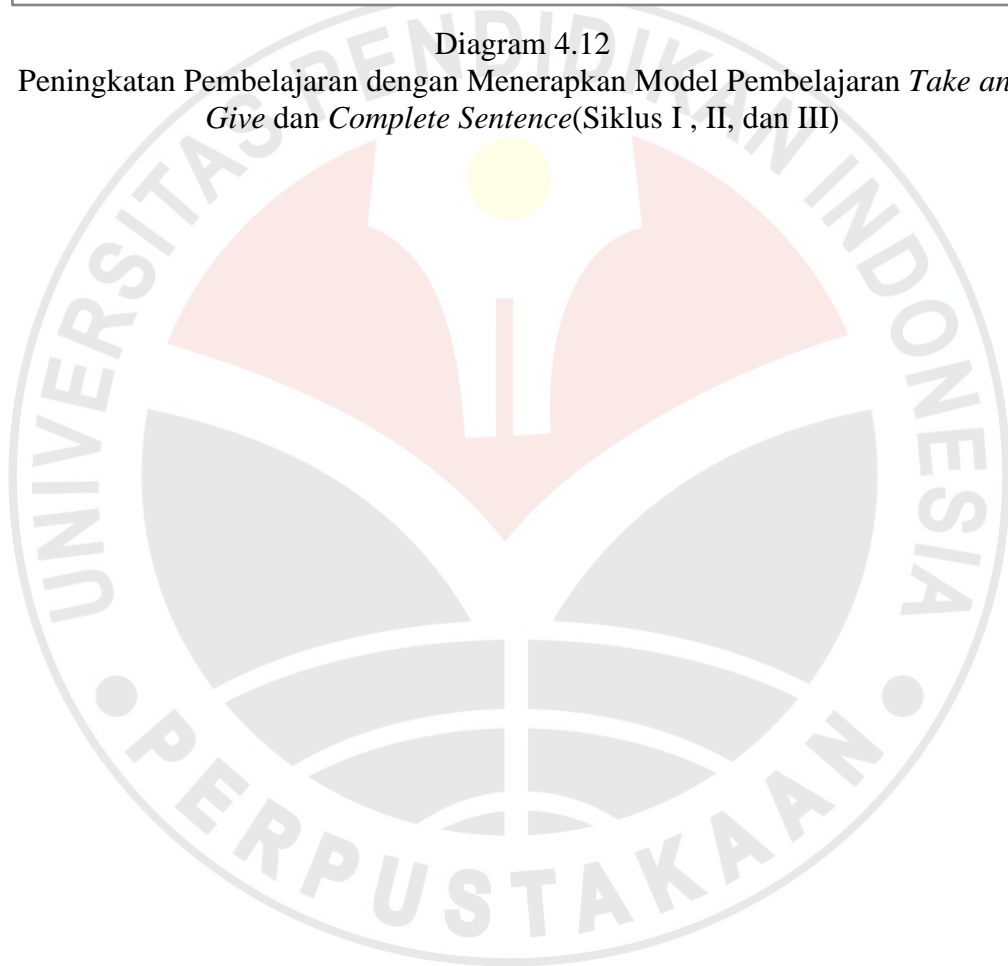 Diagram 4.12
Peningkatan Pembelajaran dengan Menerapkan Model Pembelajaran Take an
Give dan Complete Sentence(Siklus I , II, dan III)
UNIVERSITAS PENDIDIKAN INDONESIA
PERPUSTAKAAN